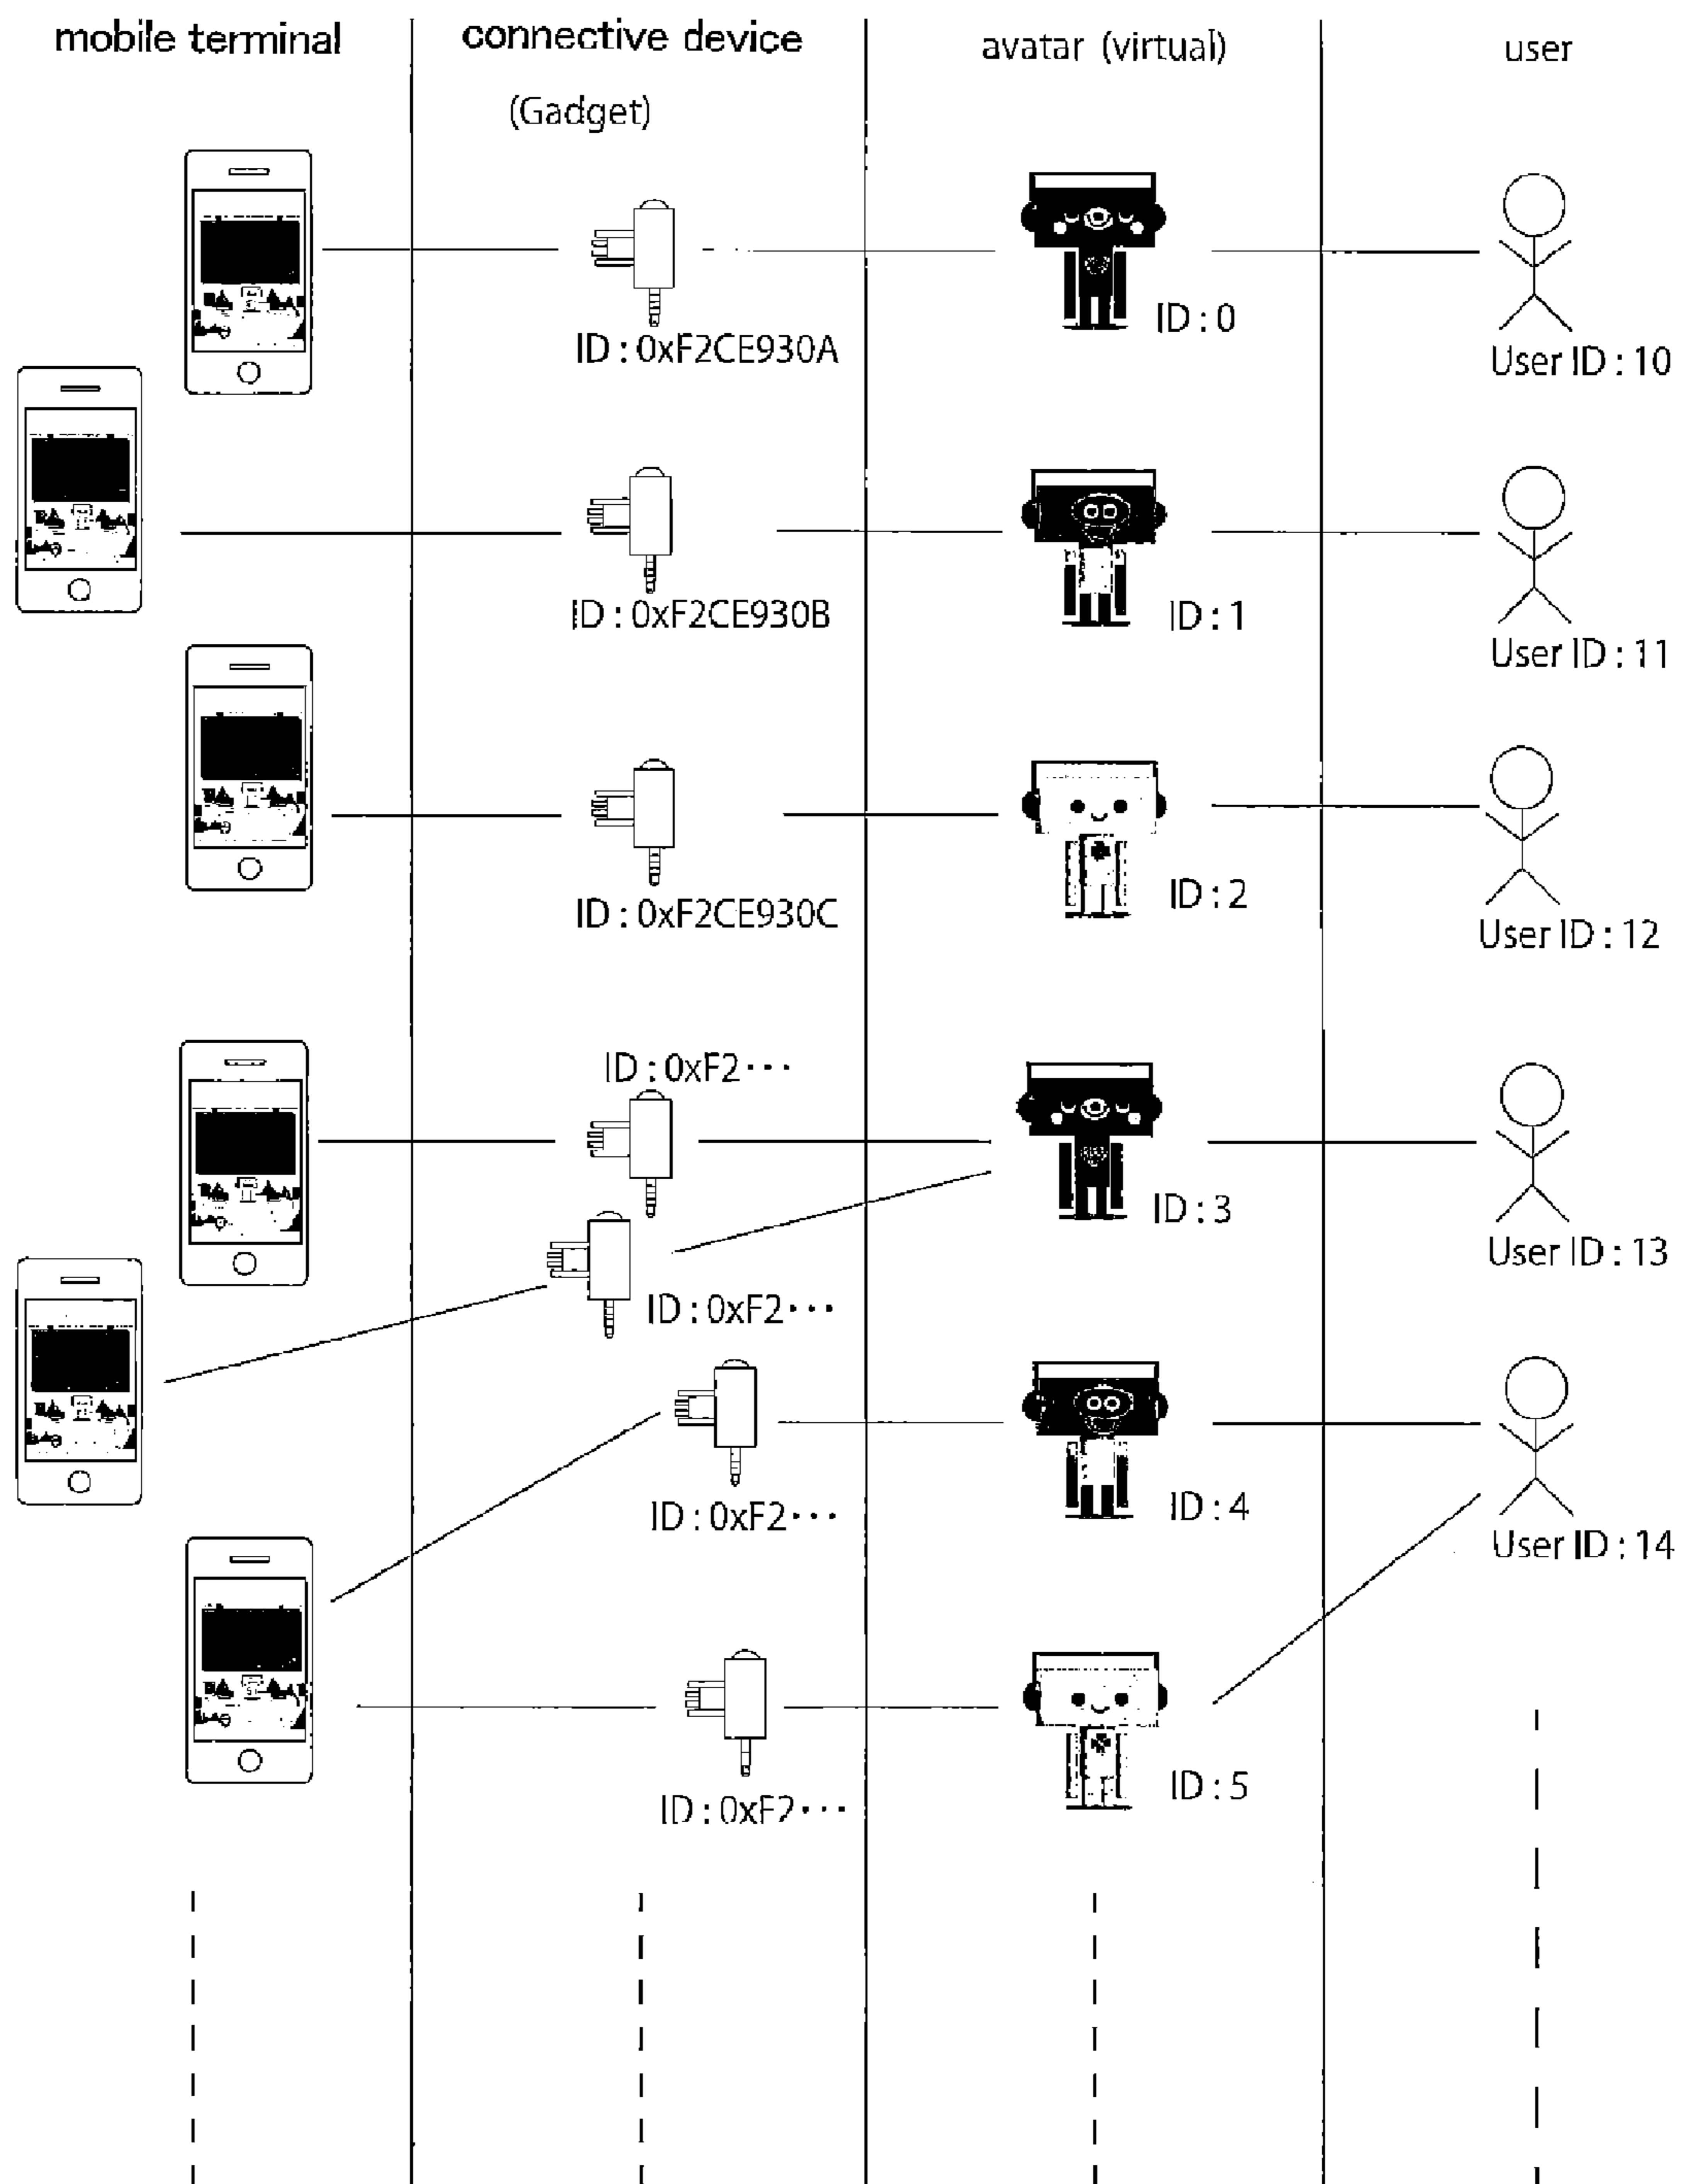 mobile terminal
connective device
(Gadget)
avatar (virtual)
user
ID : 0xF2CE930A
ID : 0
User ID : 10
ID : 0xF2CE930B
ID : 1
User ID : 11
ID : 0xF2CE930C
ID : 2
User ID : 12
ID : 0xF2···
ID : 3
User ID : 13
ID : 0xF2···
ID : 0xF2···
ID : 4
User ID : 14
ID : 0xF2···
ID : 5